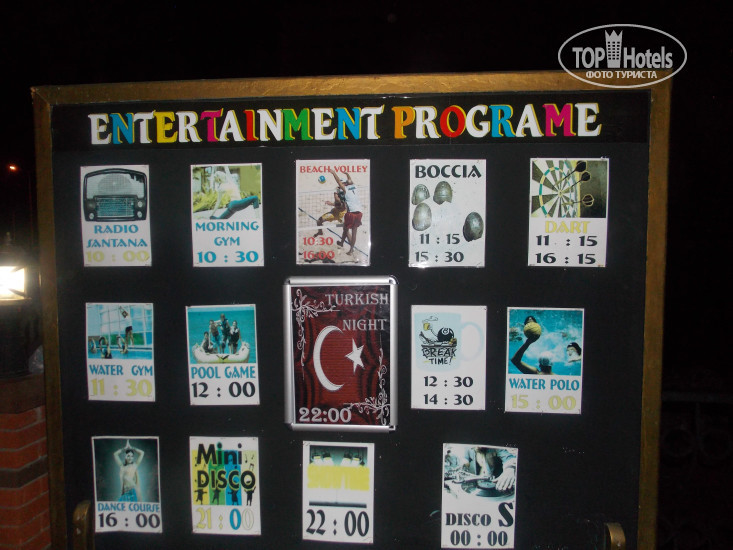 TOP Hotels
ФОТО ТУРИСТА
ENTERTAINMENT PROGRAME
RADIO
SANTANA
10 : 00
MORNING
GYM
10 : 30
BEACH VOLLEY
10 30
16:00
BOCCIA
11 : 15
15 : 30
DART
11 : 15
16 : 15
WATER GYM
11 : 30
POOL GAME
12 : 00
TURKISH
NIGHT
22:00
BREAK
TIME!
12 : 30
14 : 30
WATER POLO
15 : 00
DANCE COURSE
16 : 00
Mini
DISCO
21 : 00
22 : 00
DISCO S
00 : 00